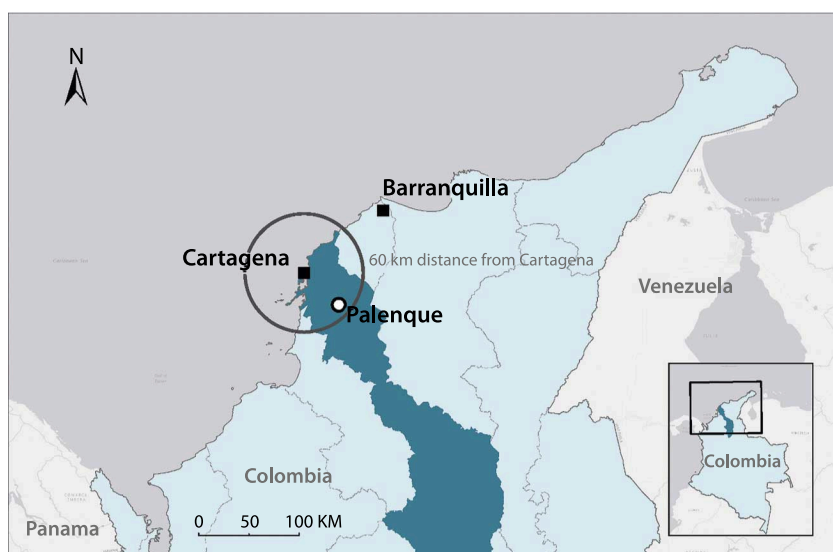 N
Barranquilla
Cartagena
60 km distance from Cartagena
Venezuela
Palenque
Colombia
Colombia
0 50 100 KM
Panama